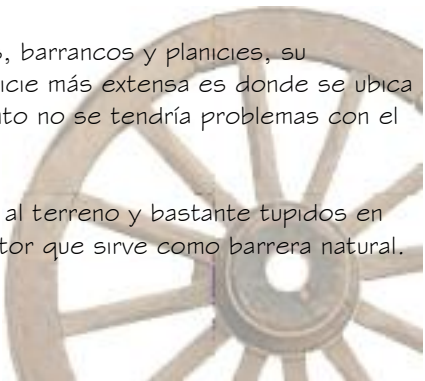 , barrancos y planicies, su
icie más extensa es donde se ubica
to no se tendría problemas con el
al terreno y bastante tupidos en
tor que sirve como barrera natural.